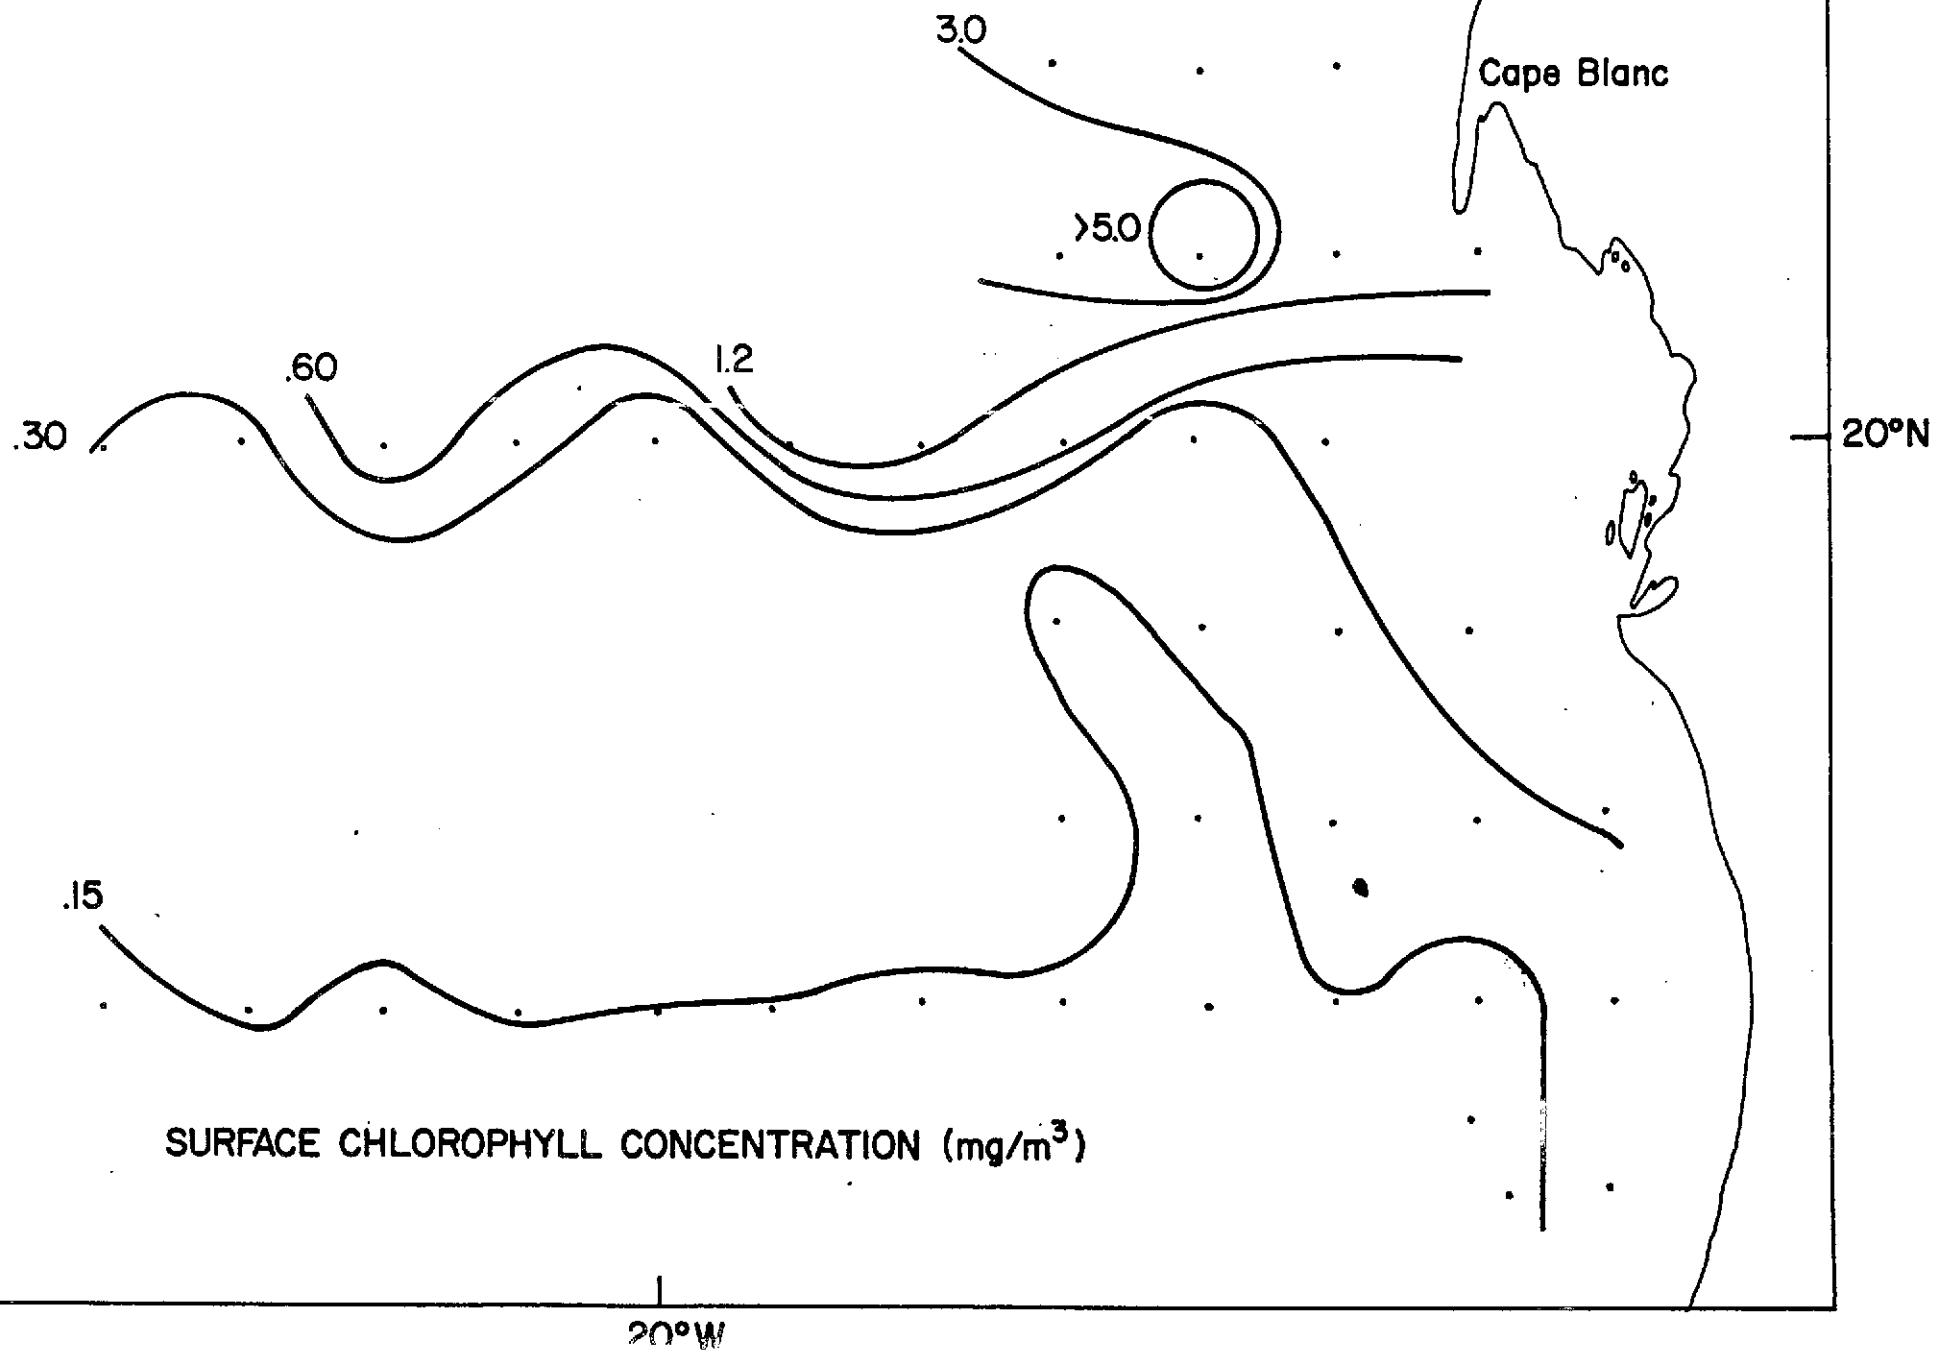 3.0
Cape Blanc
>5.0
.60
1.2
.30
20°N
.15
SURFACE CHLOROPHYLL CONCENTRATION (mg/m³)
20°W